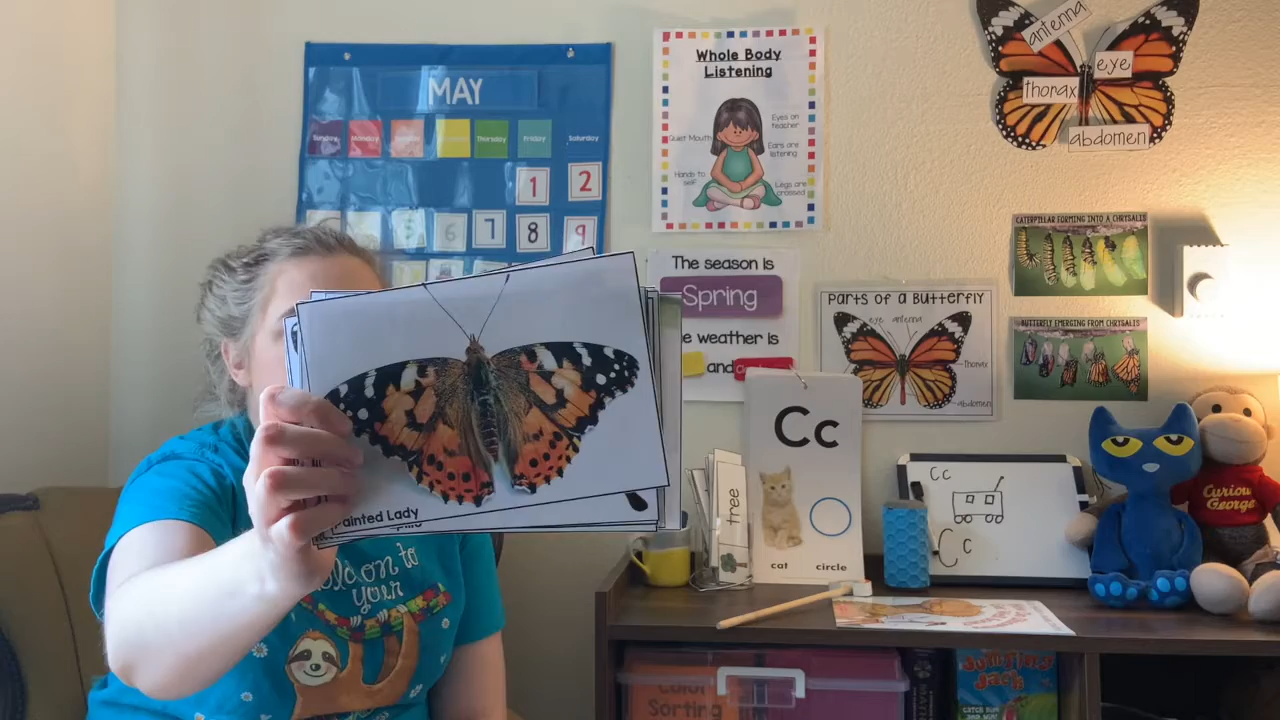 MAY
Sunday Monday Thursday Friday Saturday
1 2
6 7 8 9
Whole Body
Listening
Eyes on
teacher
Quiet Mouth
Ears are
listening
Hands to
self
Legs are
crossed
antenna
eye
thorax
abdomen
The season is
Spring
weather is
and
Parts of a Butterfly
eye antenna
Thorax
abdomen
CATERPILLAR FORMING INTO A CHRYSALIS
BUTTERFLY EMERGING FROM CHRYSALIS
Painted Lady
hold on to
your
tree
Cc
cat circle
Cc
Cc
Curious
George
Color
Sorting
Jumping
Jack